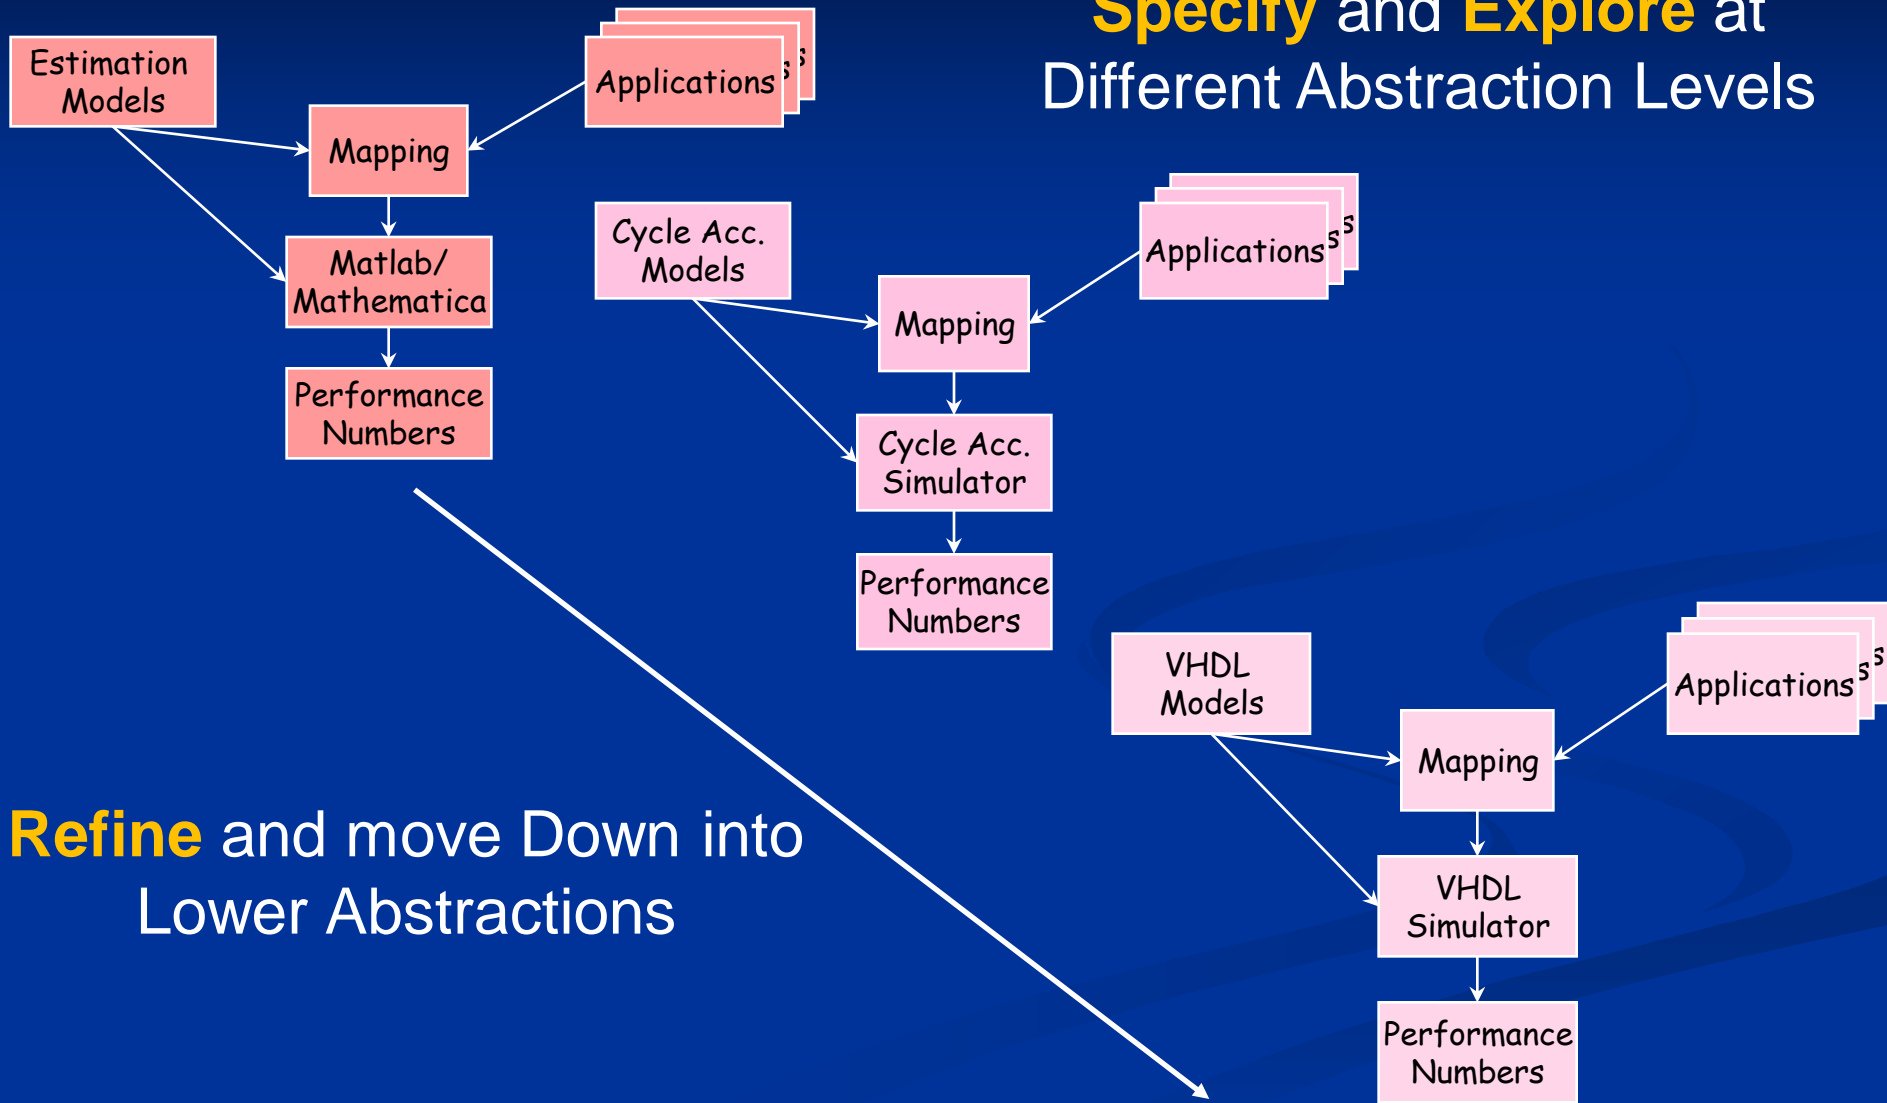 Specify and Explore at
Different Abstraction Levels
Estimation
Models
Applications
s
s
Mapping
Matlab/
Mathematica
Performance
Numbers
Cycle Acc.
Models
Applications
s
s
Mapping
Cycle Acc.
Simulator
Performance
Numbers
VHDL
Models
Applications
s
s
Mapping
VHDL
Simulator
Performance
Numbers
Refine and move Down into
Lower Abstractions